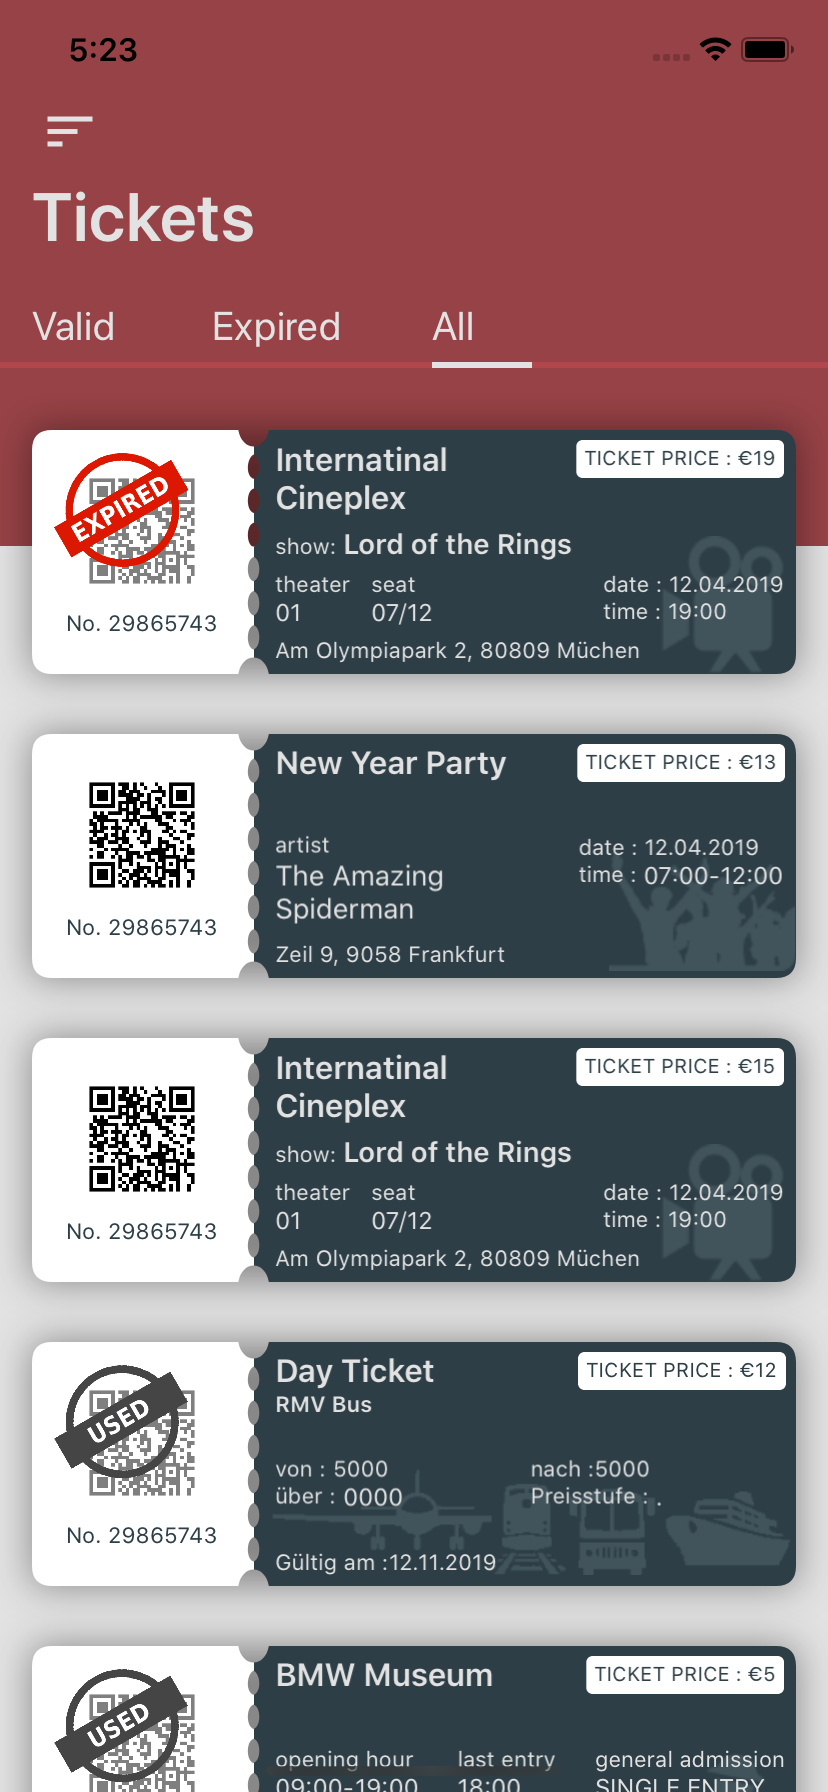 5:23
Tickets
Valid Expired All
EXPIRED
No. 29865743
Internatinal
Cineplex
TICKET PRICE : €19
show: Lord of the Rings
theater seat date : 12.04.2019
01 07/12 time : 19:00
Am Olympiapark 2, 80809 Müchen
No. 29865743
New Year Party
TICKET PRICE : €13
artist date : 12.04.2019
The Amazing time : 07:00-12:00
Spiderman
Zeil 9, 9058 Frankfurt
No. 29865743
Internatinal
Cineplex
TICKET PRICE : €15
show: Lord of the Rings
theater seat date : 12.04.2019
01 07/12 time : 19:00
Am Olympiapark 2, 80809 Müchen
USED
No. 29865743
Day Ticket
TICKET PRICE : €12
RMV Bus
von : 5000 nach :5000
über : 0000 Preisstufe : .
Gültig am :12.11.2019
USED
BMW Museum
TICKET PRICE : €5
opening hour last entry general admission
09:00-19:00 18:00 SINGLE ENTRY